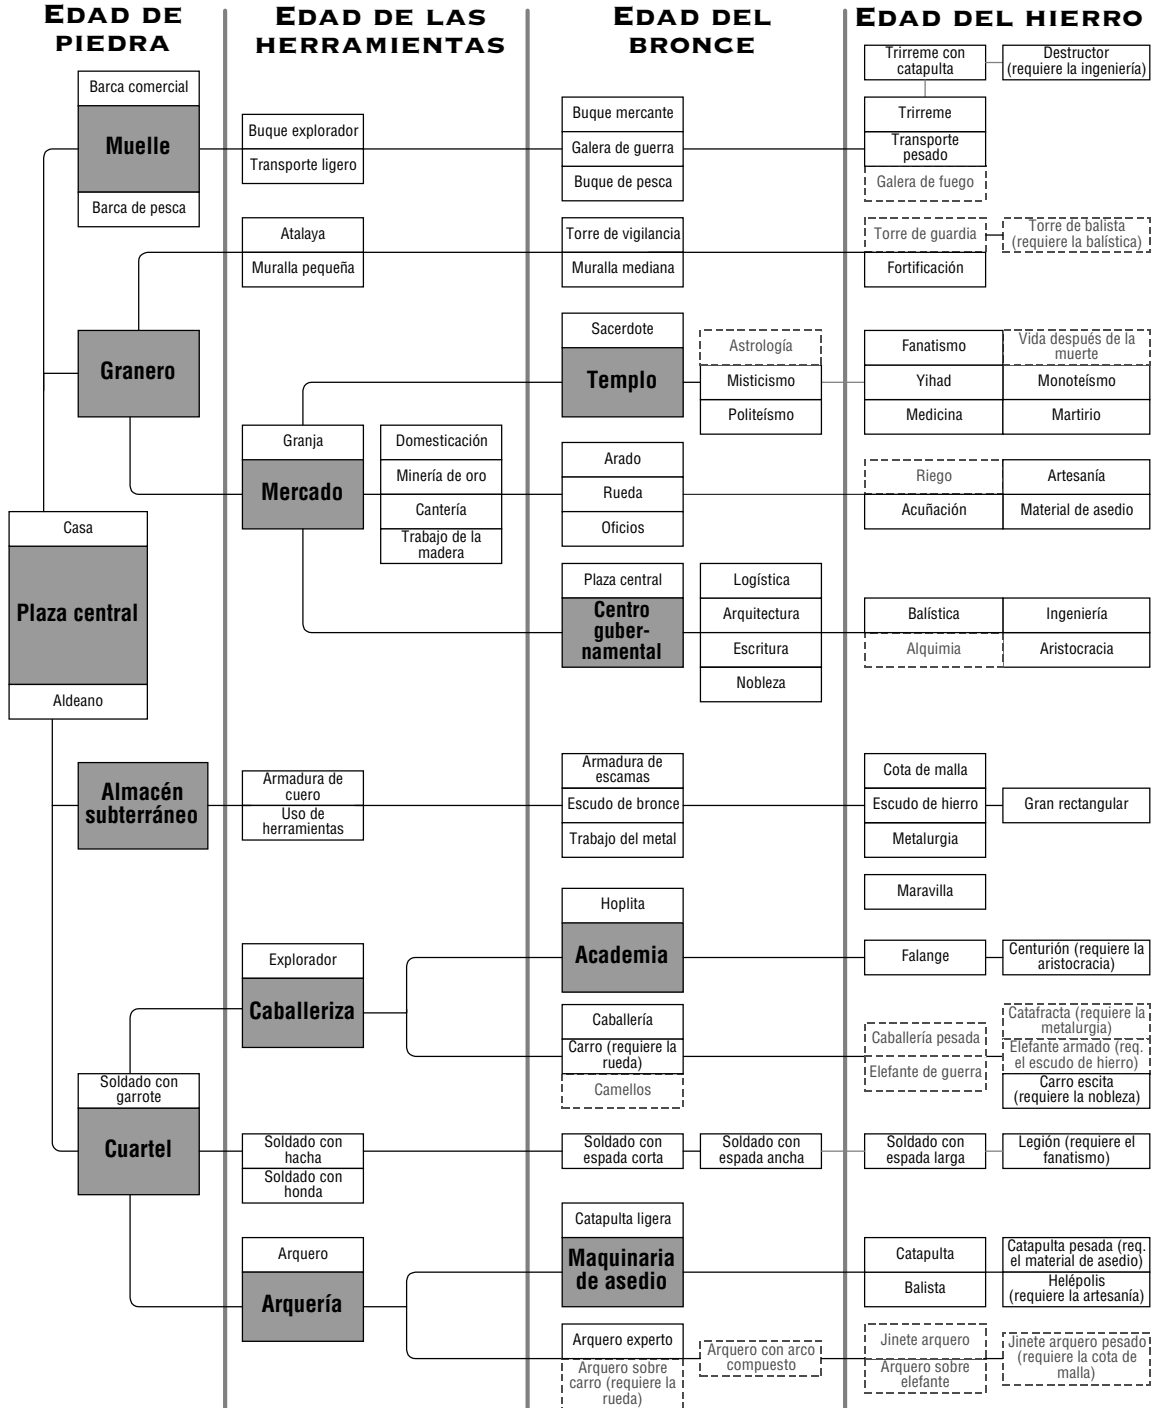 EDAD DE
PIEDRA
EDAD DE LAS
HERRAMIENTAS
EDAD DEL
BRONCE
EDAD DEL HIERRO
Barca comercial
Muelle
Barca de pesca
Buque explorador
Transporte ligero
Buque mercante
Galera de guerra
Buque de pesca
Trirreme con
catapulta
Destructor
(requiere la ingeniería)
Trirreme
Transporte
pesado
Galera de fuego
Atalaya
Muralla pequeña
Torre de vigilancia
Muralla mediana
Torre de guardia
Fortificación
Torre de balista
(requiere la balística)
Granero
Sacerdote
Templo
Astrología
Misticismo
Politeísmo
Fanatismo
Yihad
Medicina
Vida después de la
muerte
Monoteísmo
Martirio
Granja
Mercado
Domesticación
Minería de oro
Cantería
Trabajo de la
madera
Arado
Rueda
Oficios
Riego
Acuñación
Artesanía
Material de asedio
Casa
Plaza central
Aldeano
Plaza central
Centro
guber-
namental
Logística
Arquitectura
Escritura
Nobleza
Balística
Alquimia
Ingeniería
Aristocracia
Almacén
subterráneo
Armadura de
cuero
Uso de
herramientas
Armadura de
escamas
Escudo de bronce
Trabajo del metal
Cota de malla
Escudo de hierro
Metalurgia
Gran rectangular
Maravilla
Hoplita
Academia
Falange
Centurión (requiere la
aristocracia)
Explorador
Caballeriza
Caballería
Carro (requiere la
rueda)
Camellos
Caballería pesada
Elefante de guerra
Catafracta (requiere la
metalurgia)
Elefante armado (req.
el escudo de hierro)
Carro escita
(requiere la nobleza)
Soldado con
garrote
Cuartel
Soldado con
hacha
Soldado con
honda
Soldado con
espada corta
Soldado con
espada ancha
Soldado con
espada larga
Legión (requiere el
fanatismo)
Arquero
Arquería
Catapulta ligera
Maquinaria
de asedio
Catapulta
Balista
Catapulta pesada (req.
el material de asedio)
Helépolis
(requiere la artesanía)
Arquero experto
Arquero sobre
carro (requiere la
rueda)
Arquero con arco
compuesto
Jinete arquero
Arquero sobre
elefante
Jinete arquero pesado
(requiere la cota de
malla)